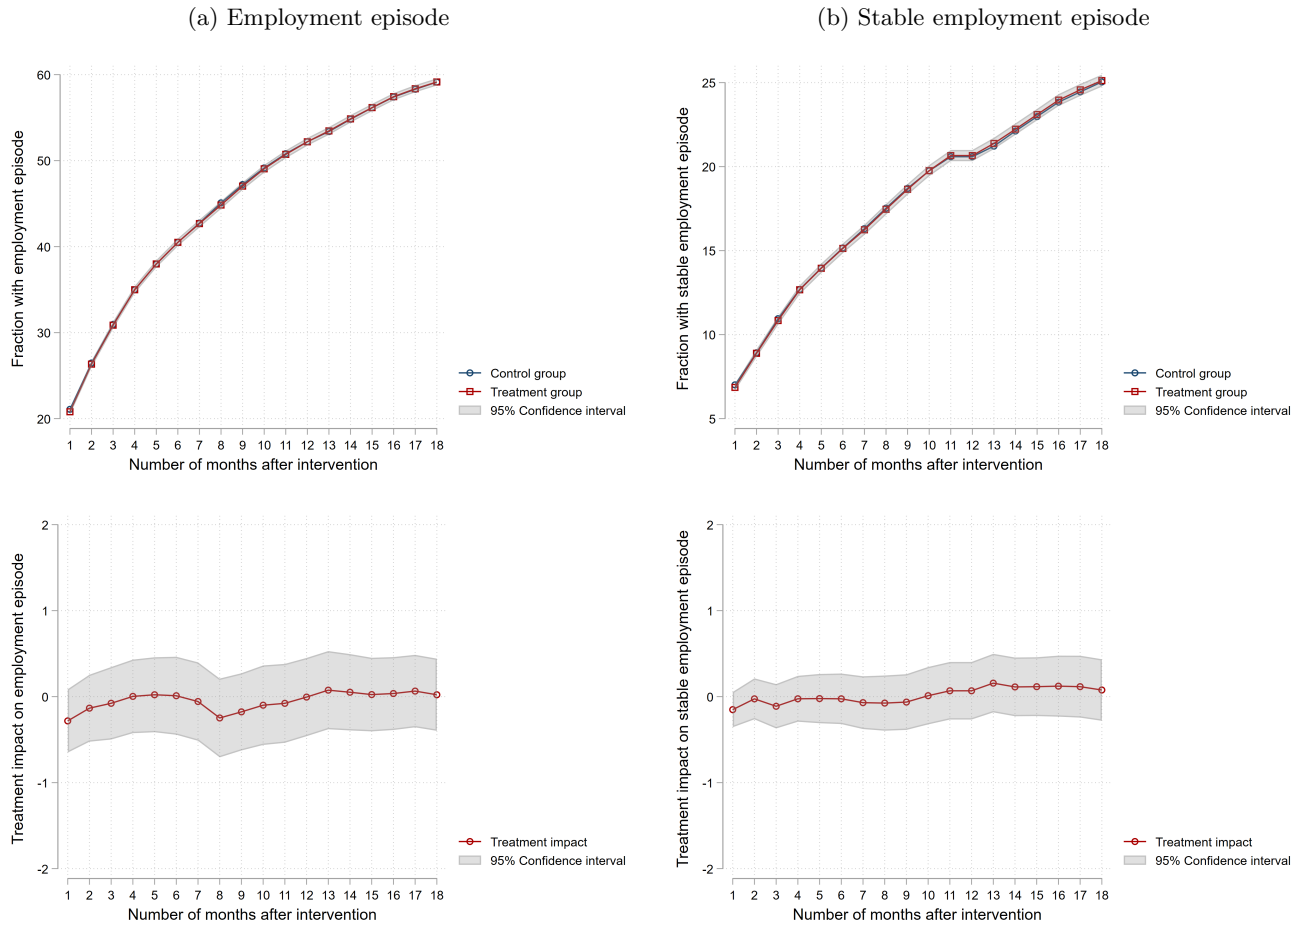 (a) Employment episode
Fraction with employment episode
60
50
40
30
20
1 2 3 4 5 6 7 8 9 10 11 12 13 14 15 16 17 18
Number of months after intervention
Control group
Treatment group
95% Confidence interval
(b) Stable employment episode
Fraction with stable employment episode
25
20
15
10
5
1 2 3 4 5 6 7 8 9 10 11 12 13 14 15 16 17 18
Number of months after intervention
Control group
Treatment group
95% Confidence interval
Treatment impact on employment episode
2
1
0
-1
-2
1 2 3 4 5 6 7 8 9 10 11 12 13 14 15 16 17 18
Number of months after intervention
Treatment impact
95% Confidence interval
Treatment impact on stable employment episode
2
1
0
-1
-2
1 2 3 4 5 6 7 8 9 10 11 12 13 14 15 16 17 18
Number of months after intervention
Treatment impact
95% Confidence interval